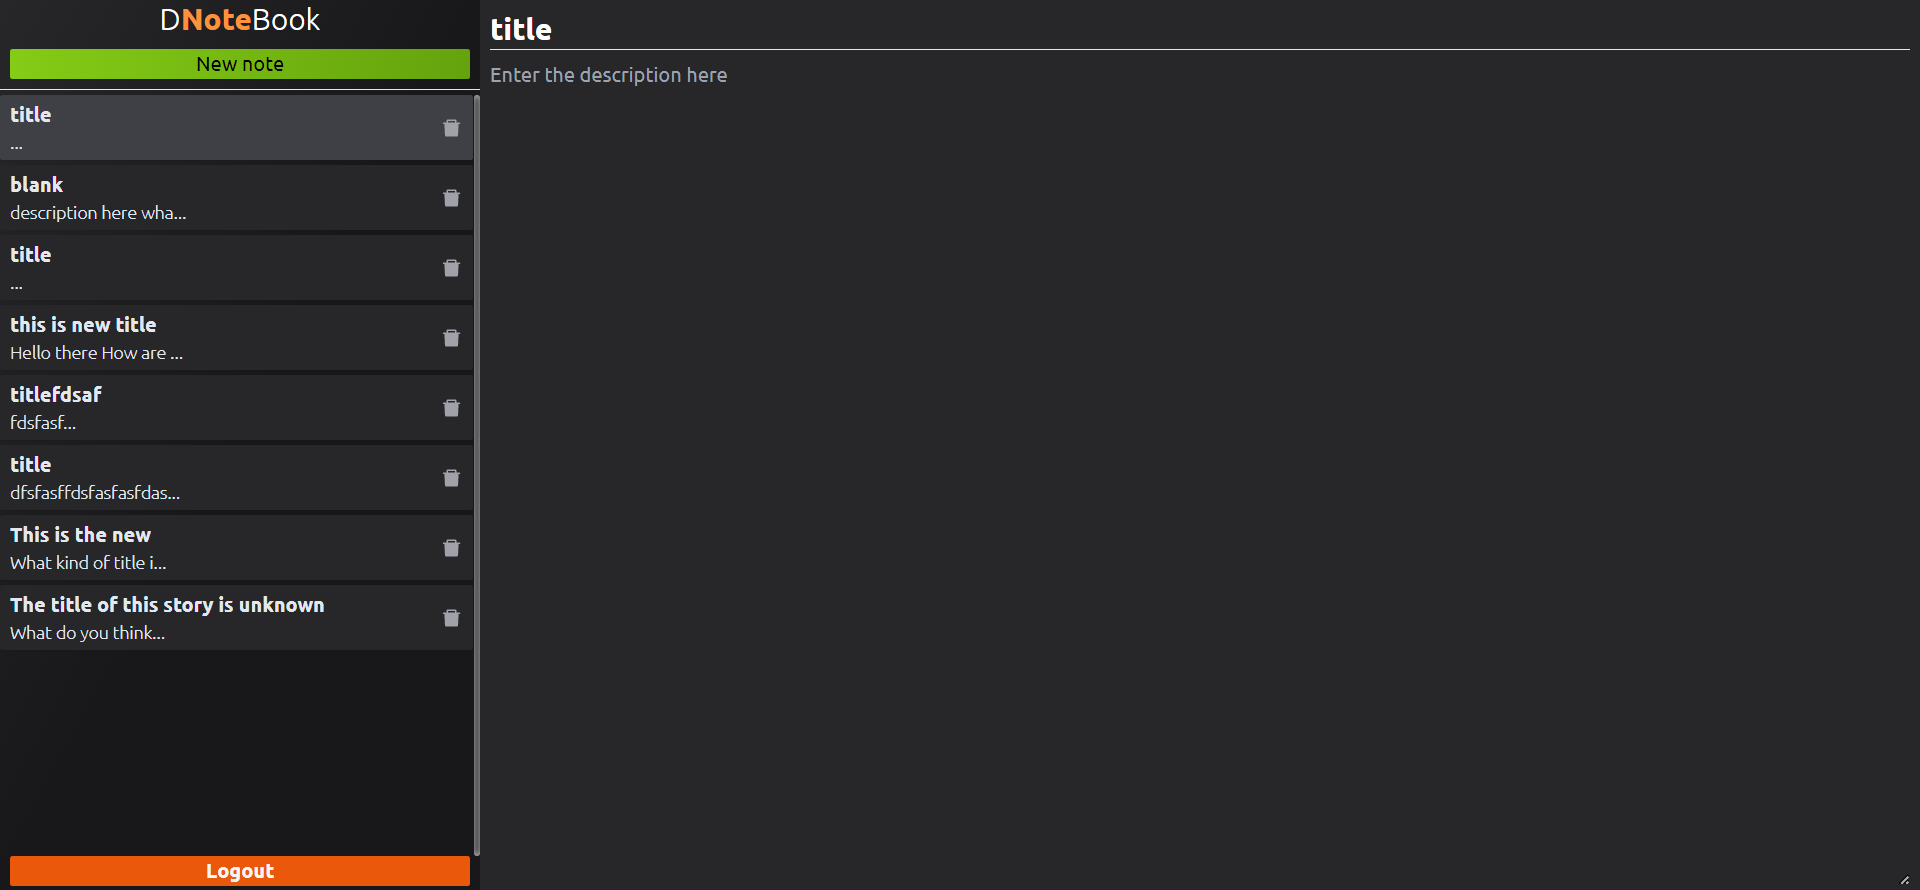 DNoteBook
New note
title
...
blank
description here wha...
title
...
this is new title
Hello there How are ...
titlefdsaf
fdsfasf...
title
dfsfasffdsfasfasfdas...
This is the new
What kind of title i...
The title of this story is unknown
What do you think...
Logout
title
Enter the description here